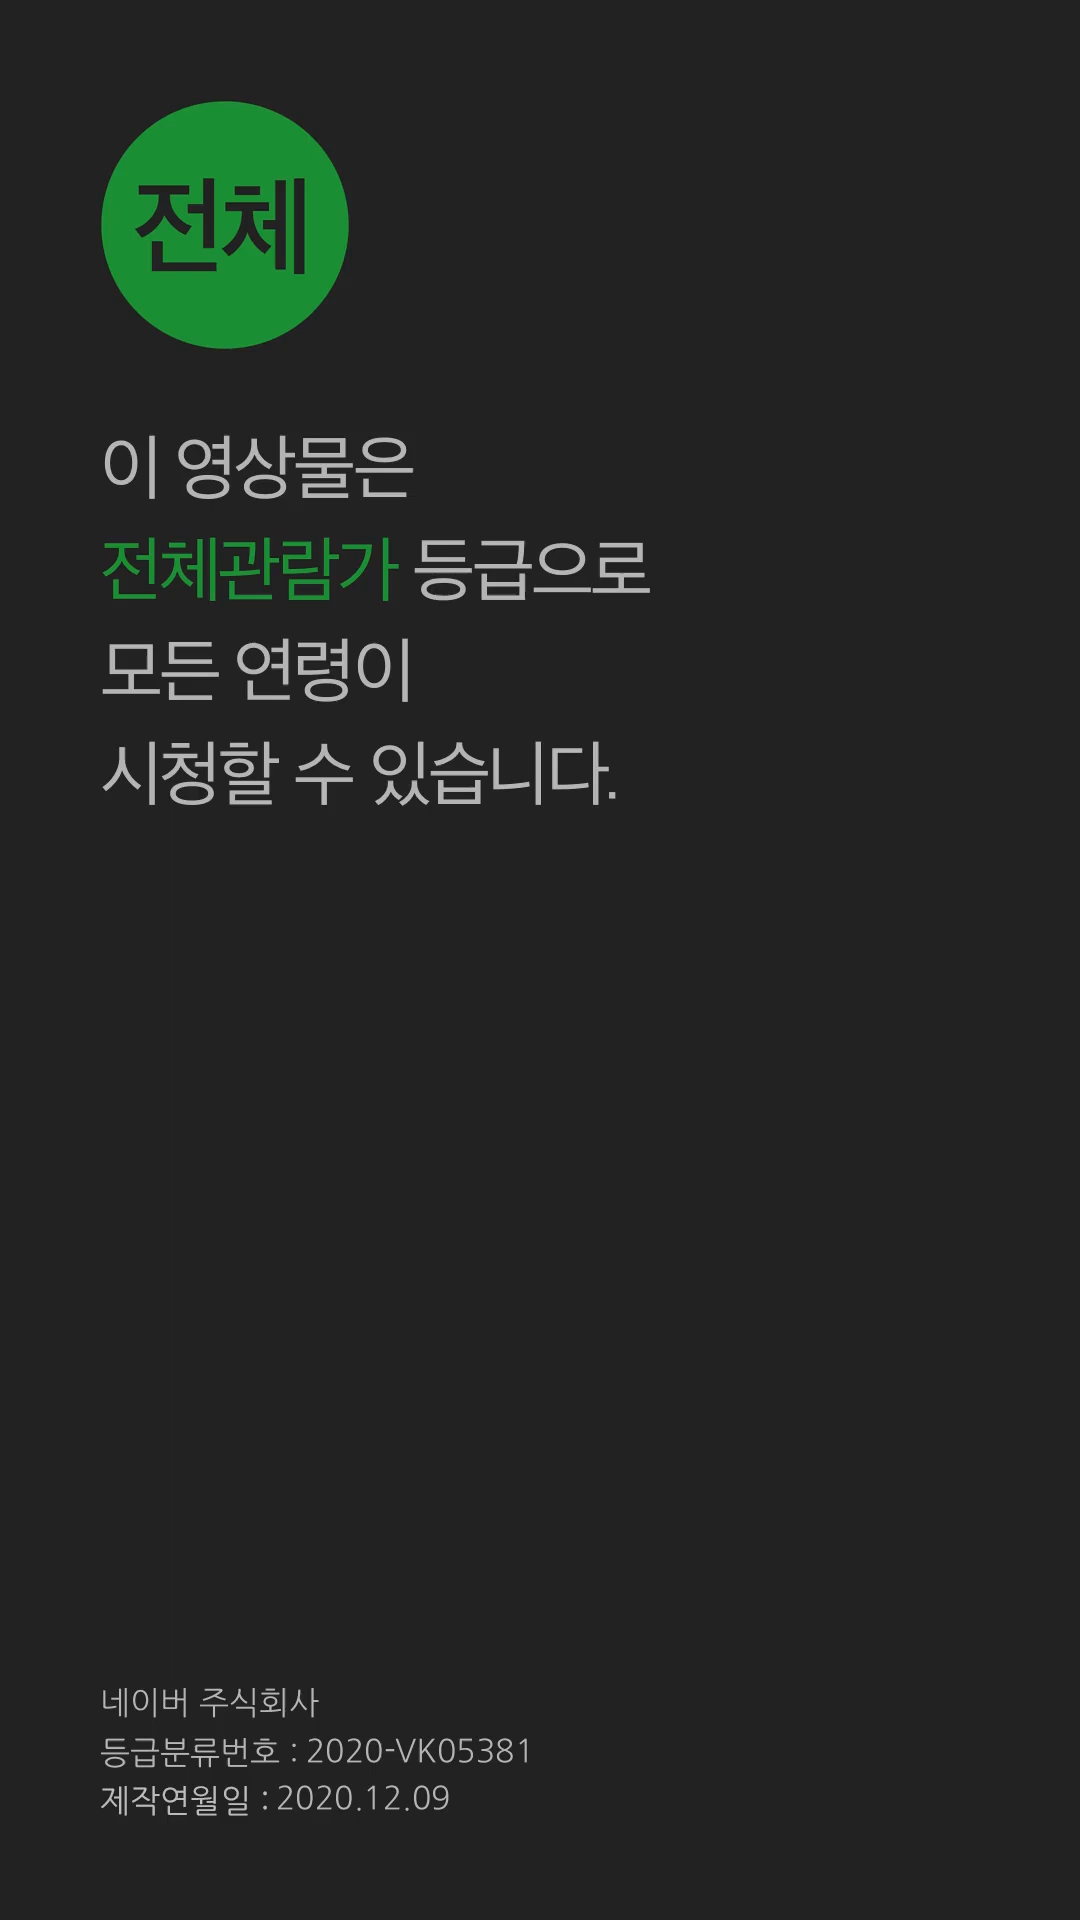 전체
이 영상물은
전체관람가 등급으로
모든 연령이
시청할 수 있습니다.
네이버 주식회사
등급분류번호 : 2020-VK05381
제작연월일 : 2020.12.09